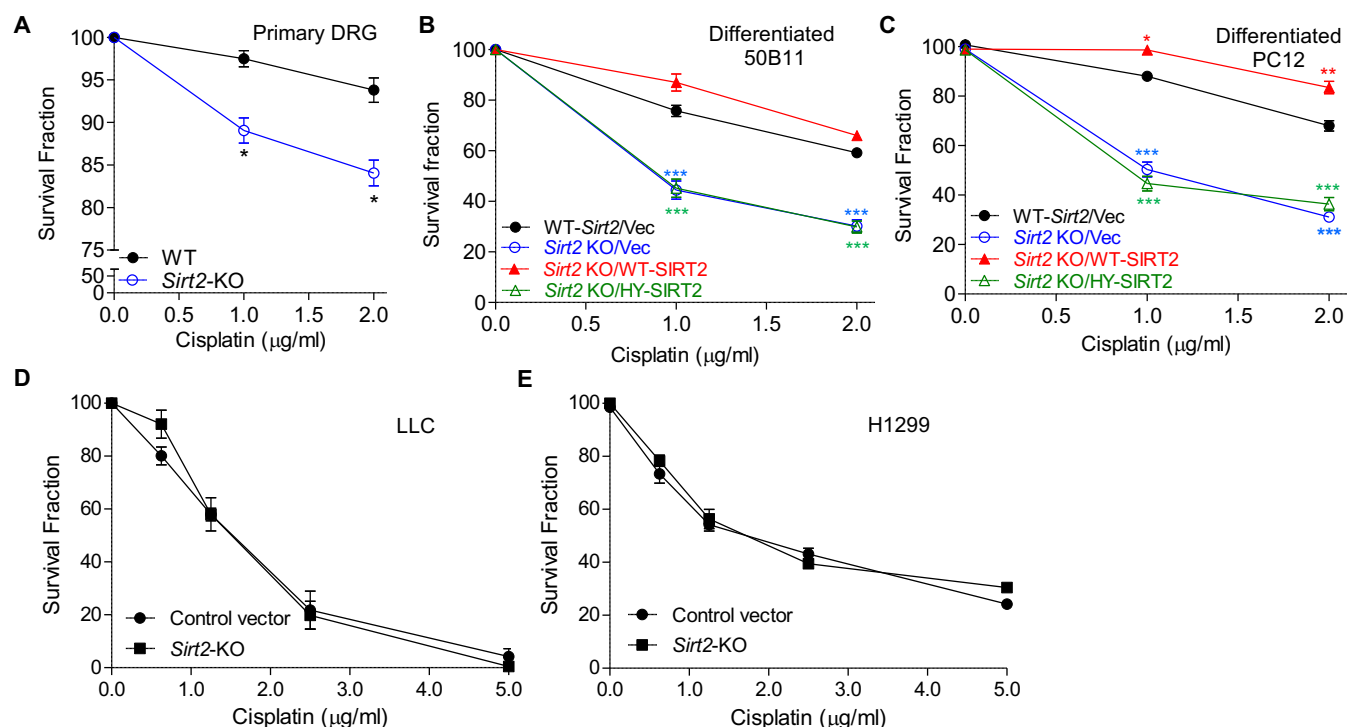 A
Primary DRG
Survival Fraction
100
95
90
85
80
75
50
0
*
*
WT
Sirt2-KO
0.0 0.5 1.0 1.5 2.0
Cisplatin (μg/ml)
B
Differentiated
50B11
Survival fraction
100
80
60
40
20
0
***
***
***
***
WT-Sirt2/Vec
Sirt2 KO/Vec
Sirt2 KO/WT-SIRT2
Sirt2 KO/HY-SIRT2
0.0 0.5 1.0 1.5 2.0
Cisplatin (μg/ml)
C
Differentiated
PC12
Survival Fraction
100
80
60
40
20
0
*
**
***
***
***
***
WT-Sirt2/Vec
Sirt2 KO/Vec
Sirt2 KO/WT-SIRT2
Sirt2 KO/HY-SIRT2
0.0 0.5 1.0 1.5 2.0
Cisplatin (μg/ml)
D
LLC
Survival Fraction
100
80
60
40
20
0
Control vector
Sirt2-KO
0.0 1.0 2.0 3.0 4.0 5.0
Cisplatin (μg/ml)
E
H1299
Survival Fraction
100
80
60
40
20
0
Control vector
Sirt2-KO
0.0 1.0 2.0 3.0 4.0 5.0
Cisplatin (μg/ml)